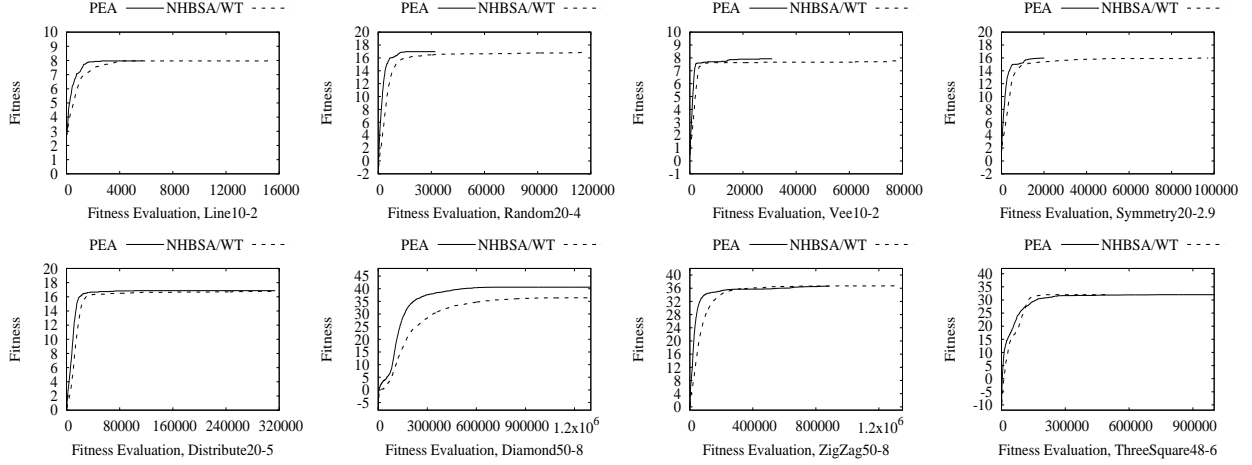 PEA NHBSA/WT
10
9
8
7
6
5
4
3
2
1
0
Fitness
0 4000 8000 12000 16000
Fitness Evaluation, Line10-2
PEA NHBSA/WT
20
18
16
14
12
10
8
6
4
2
0
-2
Fitness
0 30000 60000 90000 120000
Fitness Evaluation, Random20-4
PEA NHBSA/WT
10
9
8
7
6
5
4
3
2
1
0
-1
Fitness
0 20000 40000 60000 80000
Fitness Evaluation, Vee10-2
PEA NHBSA/WT
20
18
16
14
12
10
8
6
4
2
0
-2
Fitness
0 20000 40000 60000 80000 100000
Fitness Evaluation, Symmetry20-2.9
PEA NHBSA/WT
20
18
16
14
12
10
8
6
4
2
0
Fitness
0 80000 160000 240000 320000
Fitness Evaluation, Distribute20-5
PEA NHBSA/WT
45
40
35
30
25
20
15
10
5
0
-5
Fitness
300000 600000 900000 1.2x10⁶
Fitness Evaluation, Diamond50-8
PEA NHBSA/WT
40
36
32
28
24
20
16
12
8
4
0
Fitness
0 400000 800000 1.2x10⁶
Fitness Evaluation, ZigZag50-8
PEA NHBSA/WT
40
35
30
25
20
15
10
5
0
-5
-10
Fitness
0 300000 600000 900000
Fitness Evaluation, ThreeSquare48-6